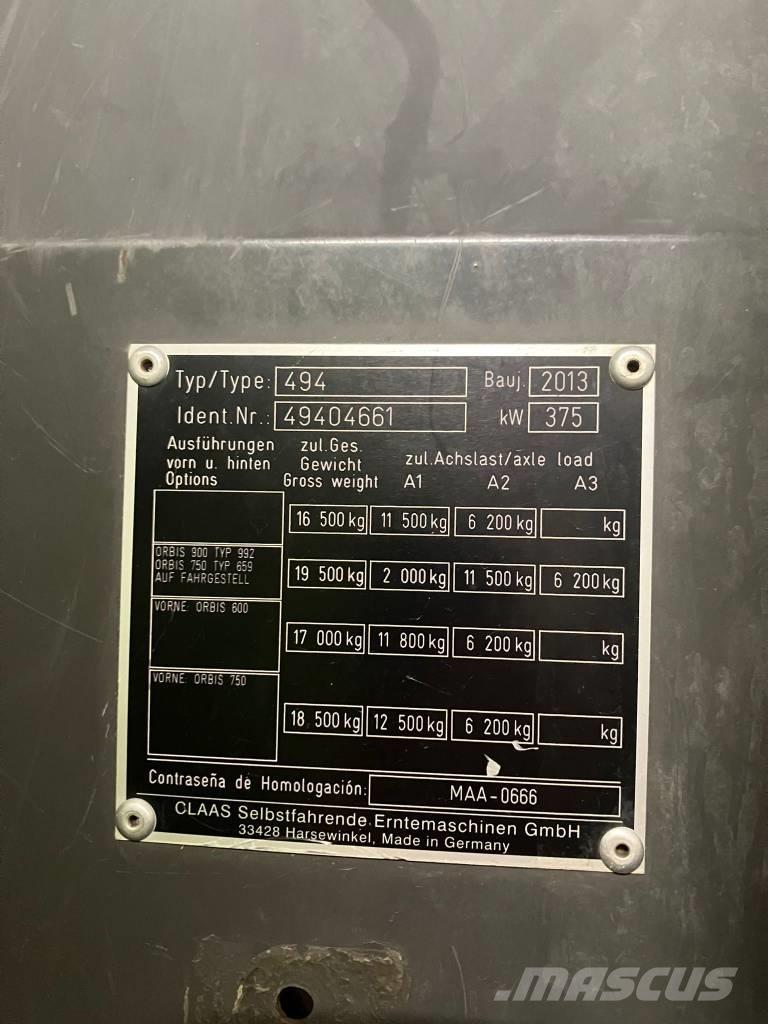 Typ/Type: 494 Bauj. 2013
Ident.Nr.: 49404661 kW 375
Ausführungen vorn u. hinten Options
zul.Ges. Gewicht Gross weight
zul.Achslast/axle load
A1 A2 A3
16 500 kg 11 500 kg 6 200 kg kg
ORBIS 900 TYP 992
ORBIS 750 TYP 659
AUF FAHRGESTELL
19 500 kg 2 000 kg 11 500 kg 6 200 kg
VORNE: ORBIS 600
17 000 kg 11 800 kg 6 200 kg kg
VORNE: ORBIS 750
18 500 kg 12 500 kg 6 200 kg kg
Contraseña de Homologación: MAA-0666
CLAAS Selbstfahrende Erntemaschinen GmbH
33428 Harsewinkel, Made in Germany
MASCUS